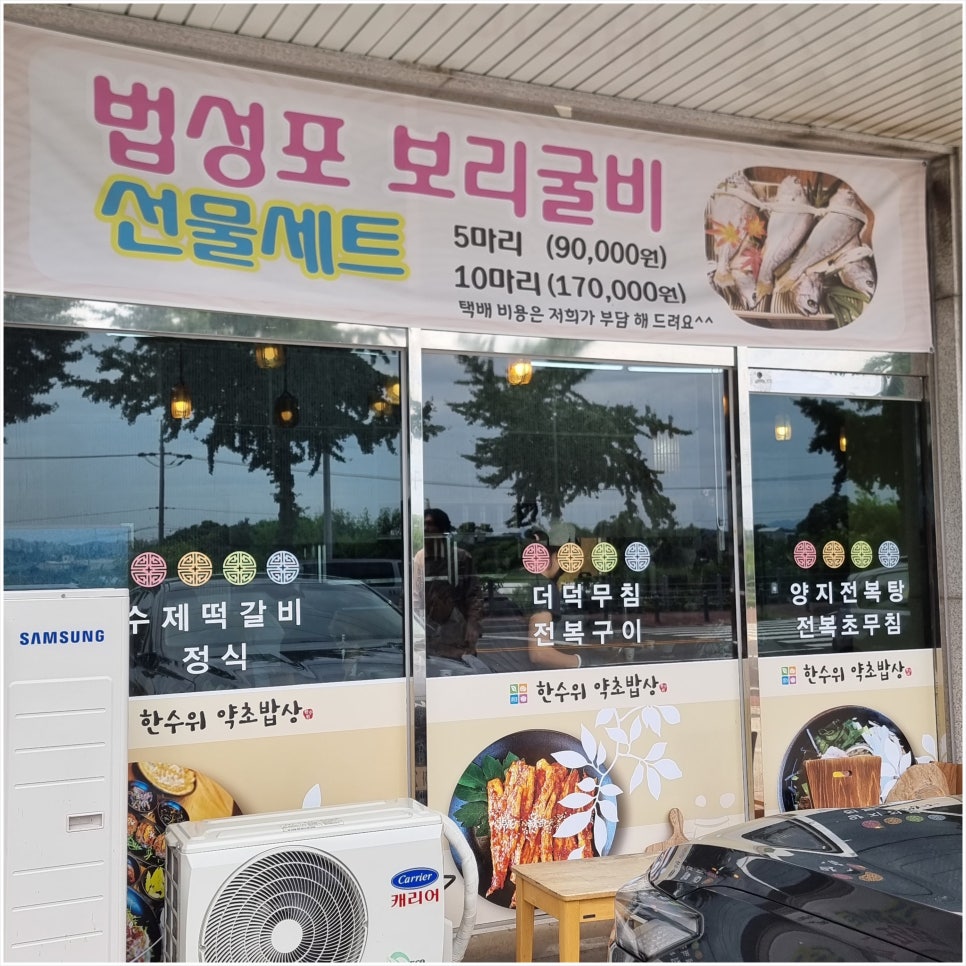 법성포 보리굴비
선물세트
5마리 (90,000원)
10마리 (170,000원)
택배 비용은 저희가 부담 해 드려요^^
수제떡갈비
정식
더덕무침
전복구이
양지전복탕
전복초무침
한수위 약초밥상
한수위 약초밥상
한수위 약초밥상
SAMSUNG
Carrier
캐리어